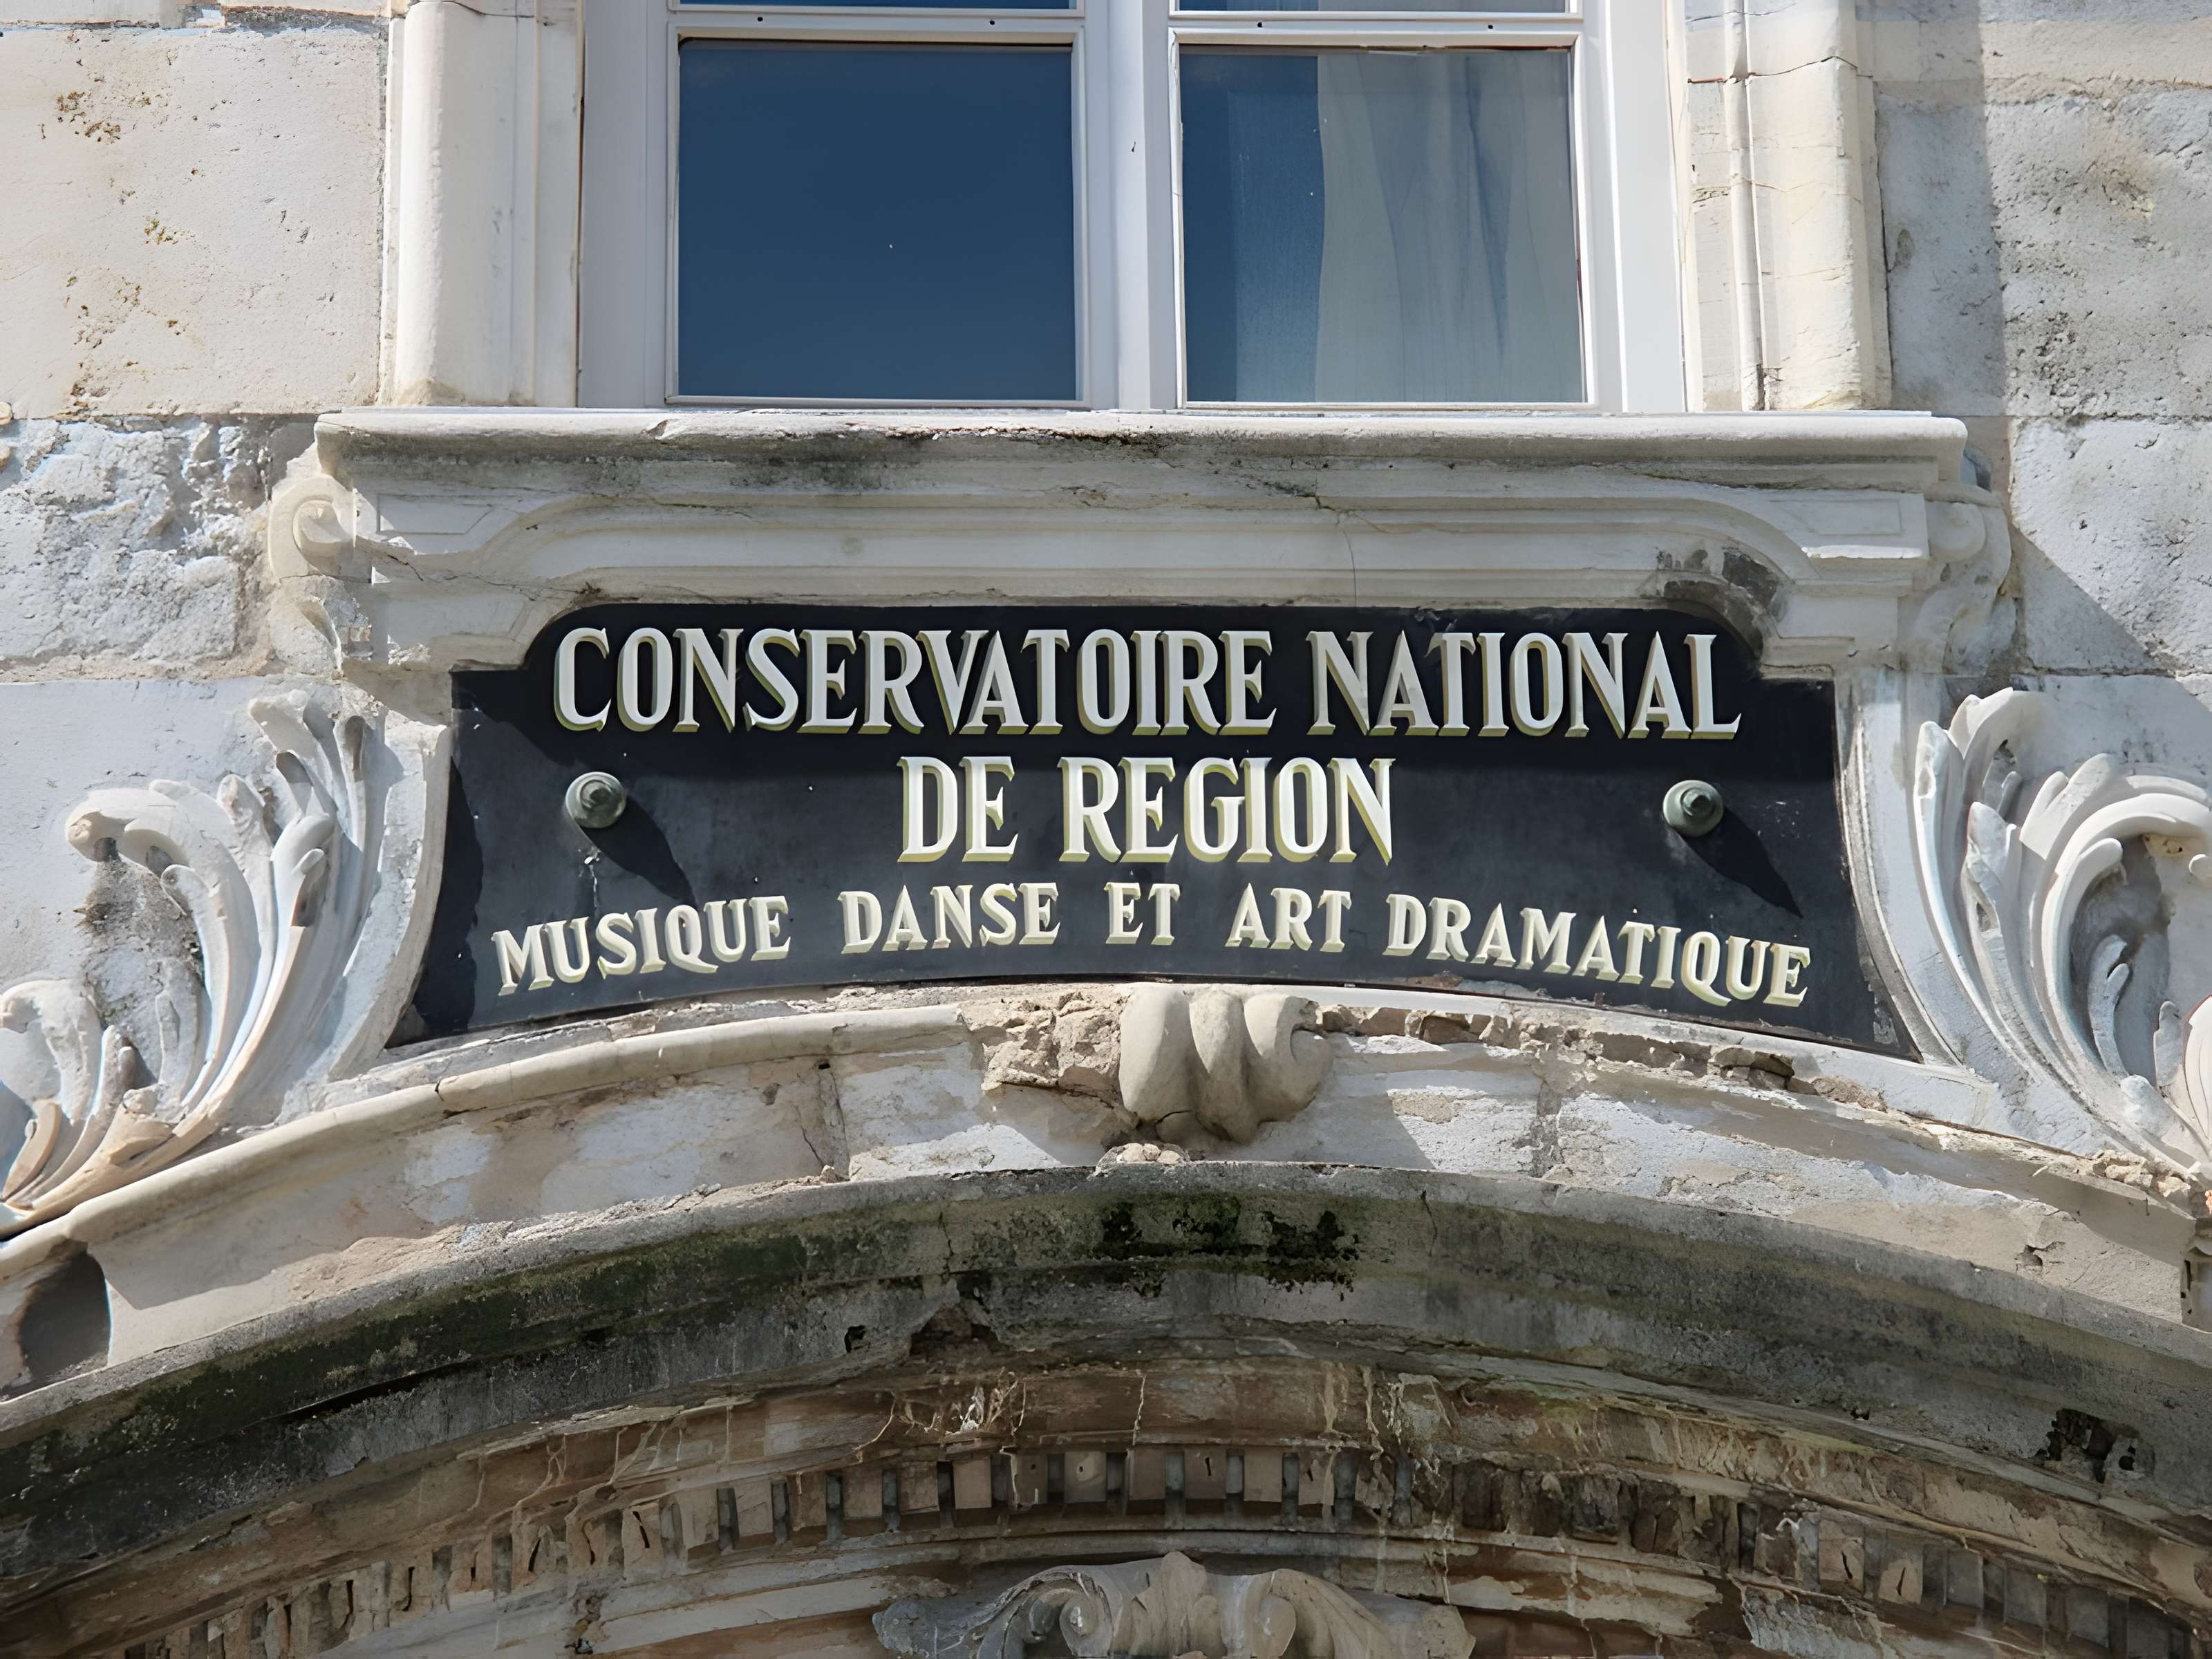 CONSERVATOIRE NATIONAL
DE REGION
MUSIQUE DANSE ET ART DRAMATIQUE